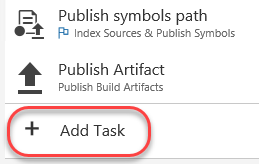 Publish symbols path
Index Sources & Publish Symbols
Publish Artifact
Publish Build Artifacts
Add Task